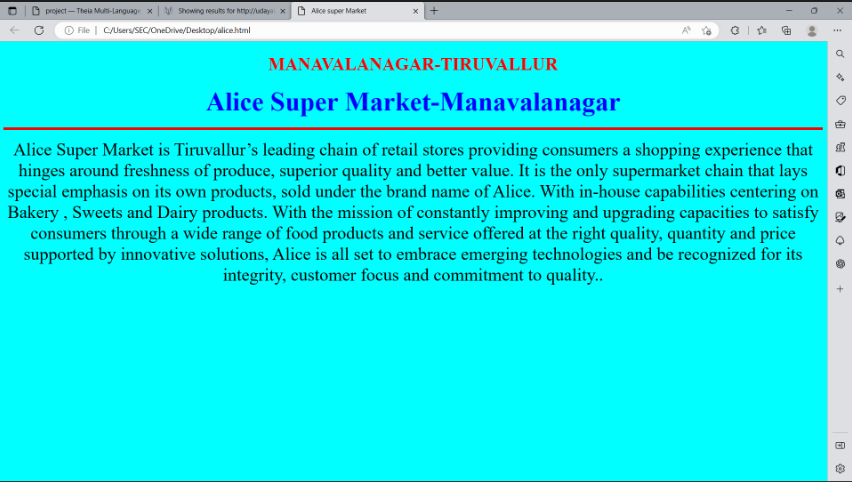 project — Theia Multi-Language
Showing results for http://uday
Alice super Market
File
C:/Users/SEC/OneDrive/Desktop/alice.html
MANAVALANAGAR-TIRUVALLUR
Alice Super Market-Manavalanagar
Alice Super Market is Tiruvallur’s leading chain of retail stores providing consumers a shopping experience that
hinges around freshness of produce, superior quality and better value. It is the only supermarket chain that lays
special emphasis on its own products, sold under the brand name of Alice. With in-house capabilities centering on
Bakery , Sweets and Dairy products. With the mission of constantly improving and upgrading capacities to satisfy
consumers through a wide range of food products and service offered at the right quality, quantity and price
supported by innovative solutions, Alice is all set to embrace emerging technologies and be recognized for its
integrity, customer focus and commitment to quality..